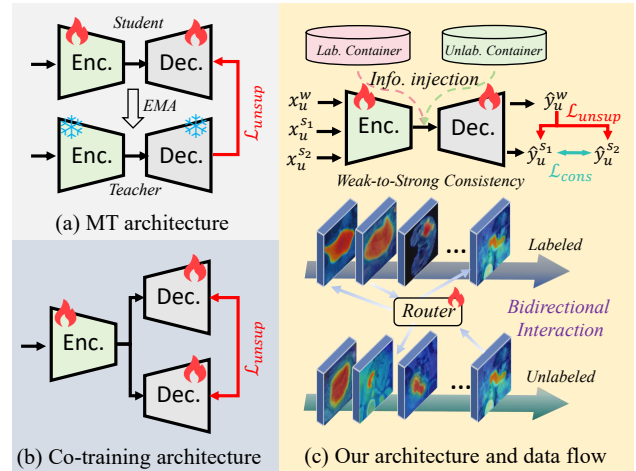 Student
Enc.
Dec.
EMA
Teacher
ℒ_unsup
(a) MT architecture
Enc.
Dec.
Dec.
ℒ_unsup
(b) Co-training architecture
Lab. Container
Unlab. Container
Info. injection
x_u^w
x_u^{s_1}
x_u^{s_2}
Enc.
Dec.
ŷ_u^w
ℒ_unsup
ŷ_u^{s_1}
ŷ_u^{s_2}
ℒ_cons
Weak-to-Strong Consistency
...
Labeled
Router
Bidirectional
Interaction
...
Unlabeled
(c) Our architecture and data flow